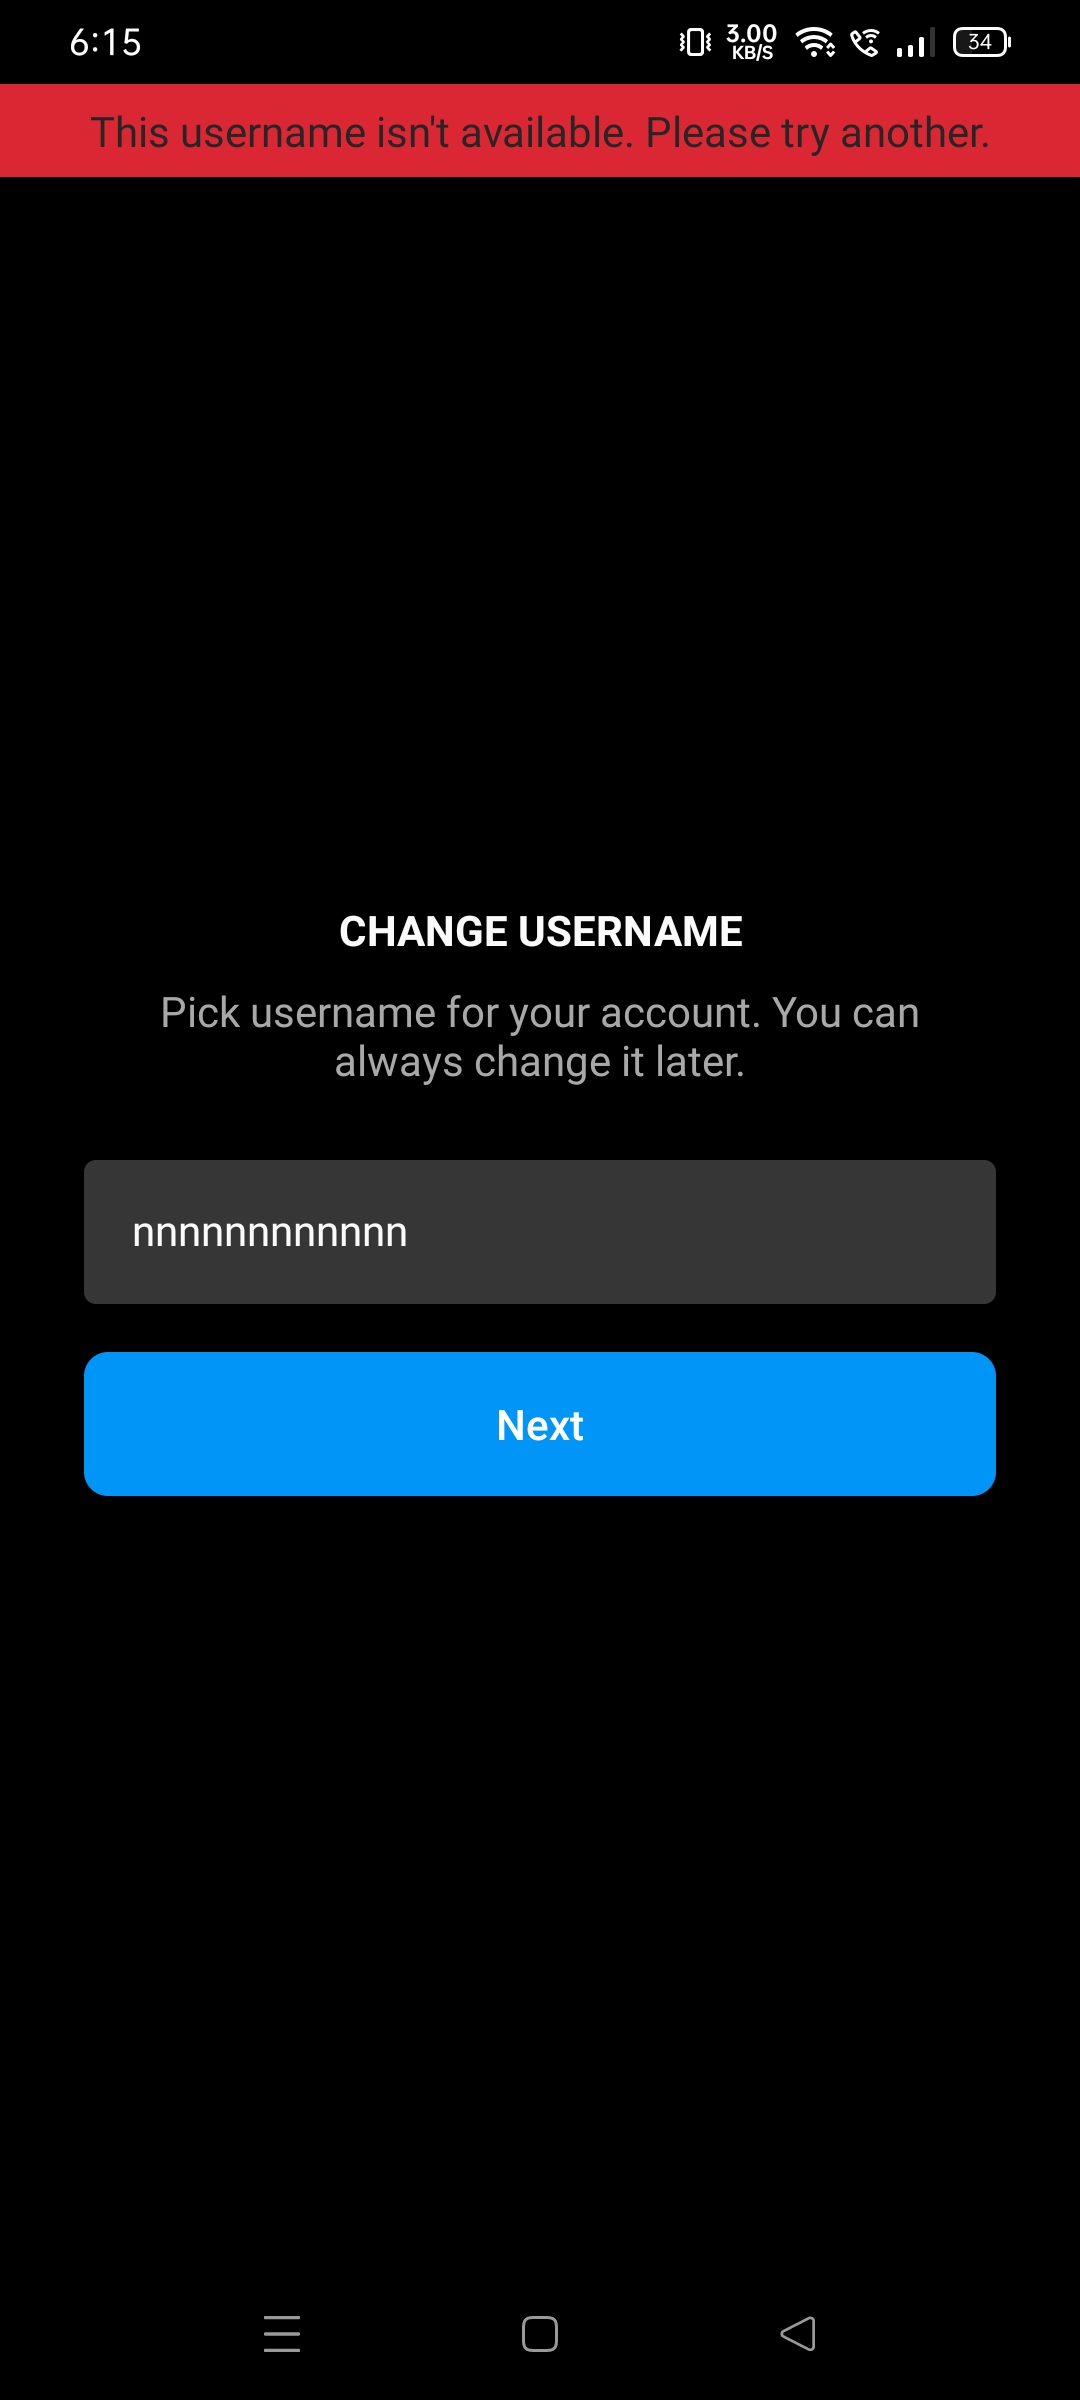 6:15
3.00
KB/S
34
This username isn't available. Please try another.
CHANGE USERNAME
Pick username for your account. You can
always change it later.
nnnnnnnnnnnn
Next